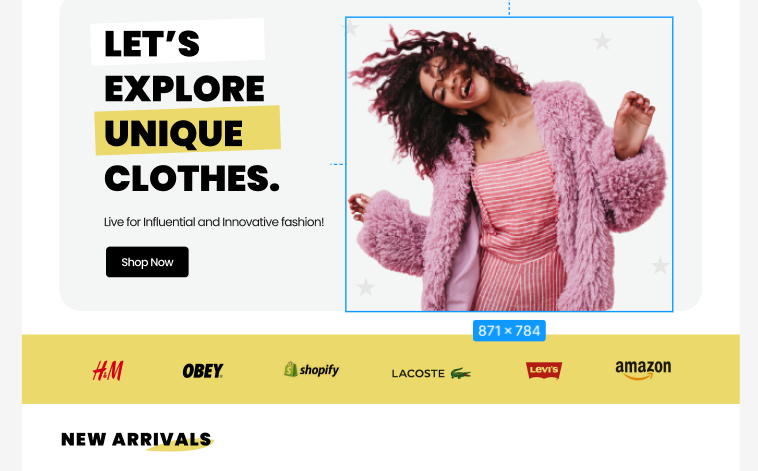 LET’S
EXPLORE
UNIQUE
CLOTHES.
Live for Influential and Innovative fashion!
Shop Now
871 × 784
H&M
OBEY
shopify
LACOSTE
LEVI'S
amazon
NEW ARRIVALS